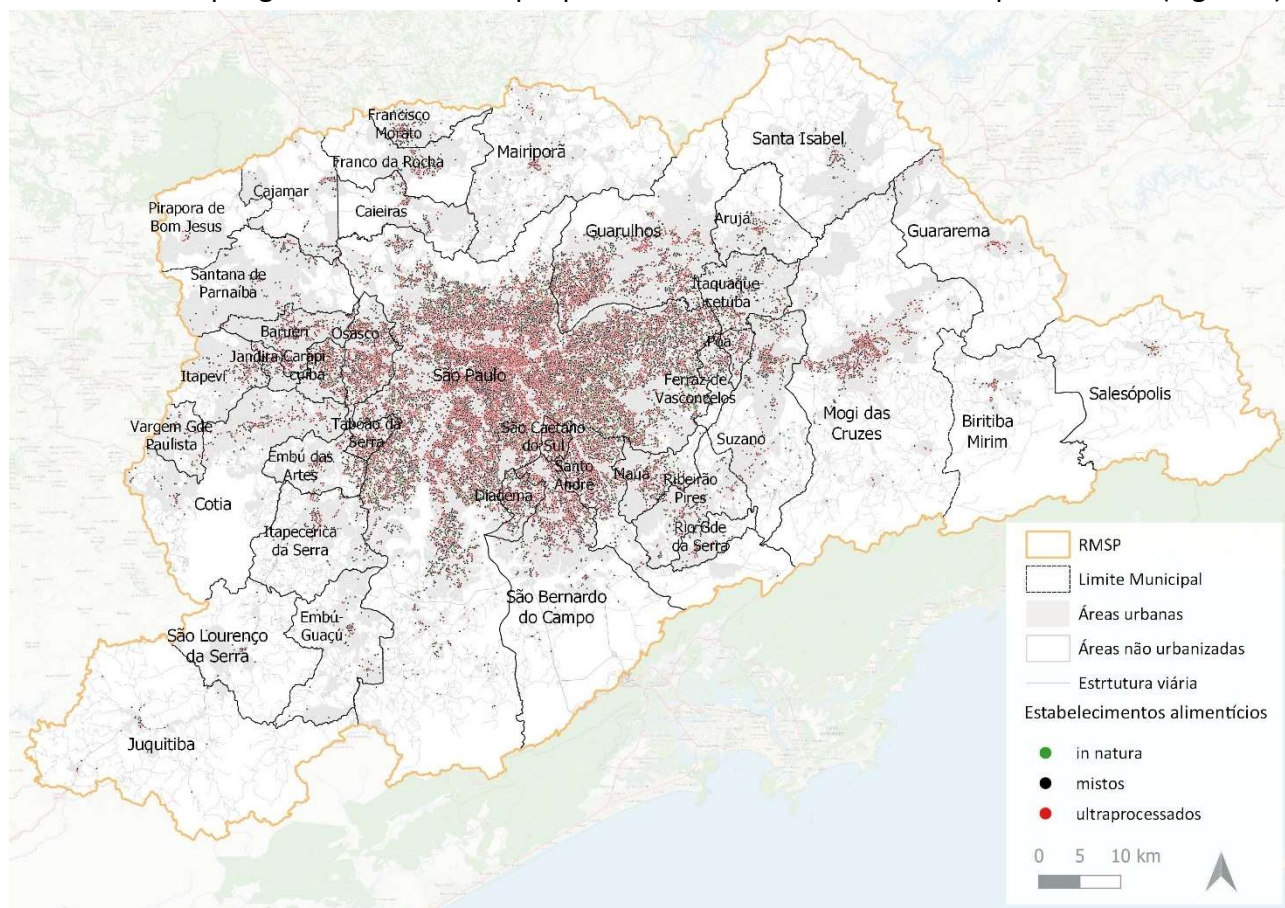 Francisco
Morato
Franco da Rocha
Mairiporã
Santa Isabel
Cajamar
Caieiras
Pirapora de
Bom Jesus
Guarulhos
Arujá
Guararema
Santana de
Parnaíba
Itaquaque-
cetuba
Barueri
Osasco
Poá
Jandira
Carapi-
cuíba
Itapevi
São Paulo
Ferraz de
Vasconcelos
Salesópolis
Mogi das
Cruzes
Biritiba
Mirim
Vargem Gde
Paulista
Taboão da
Serra
São Caetano
do Sul
Suzano
Embú das
Artes
Santo
André
Mauá
Ribeirão
Pires
Diadema
Cotia
Itapecerica
da Serra
Rio Gde
da Serra
São Bernardo
do Campo
Embú-
Guaçú
São Lourenço
da Serra
Juquitiba
RMSP
Limite Municipal
Áreas urbanas
Áreas não urbanizadas
Estrtutura viária
Estabelecimentos alimentícios
in natura
mistos
ultraprocessados
0 5 10 km